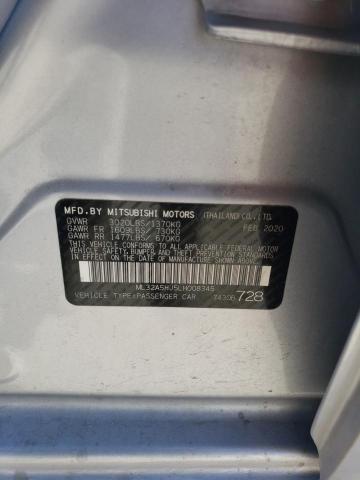 MFD.BY MITSUBISHI MOTORS (THAILAND) CO.,LTD.
GVWR 3020LBS/1370KG FEB 2020
GAWR FR 1609LBS/ 730KG
GAWR RR 1477LBS/ 670KG
THIS VEHICLE CONFORMS TO ALL APPLICABLE FEDERAL MOTOR
VEHICLE SAFETY, BUMPER, AND THEFT PREVENTION
STANDARDS IN EFFECT ON THE DATE OF MANUFACTURE SHOWN ABOVE.
ML32A5HJ5LH008345
VEHICLE TYPE:PASSENGER CAR 7430B 728